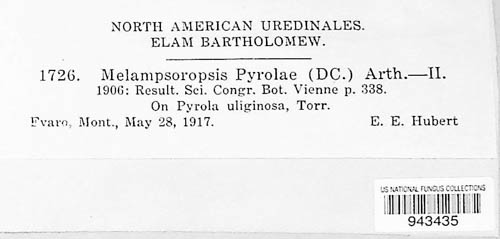 NORTH AMERICAN UREDINALES.
ELAM BARTHOLOMEW.
1726. Melampsoropsis Pyrolae (DC.) Arth.—II.
1906: Result. Sci. Congr. Bot. Vienne p. 338.
On Pyrola uliginosa, Torr.
Evaro, Mont., May 28, 1917. E. E. Hubert
US NATIONAL FUNGUS COLLECTIONS
943435